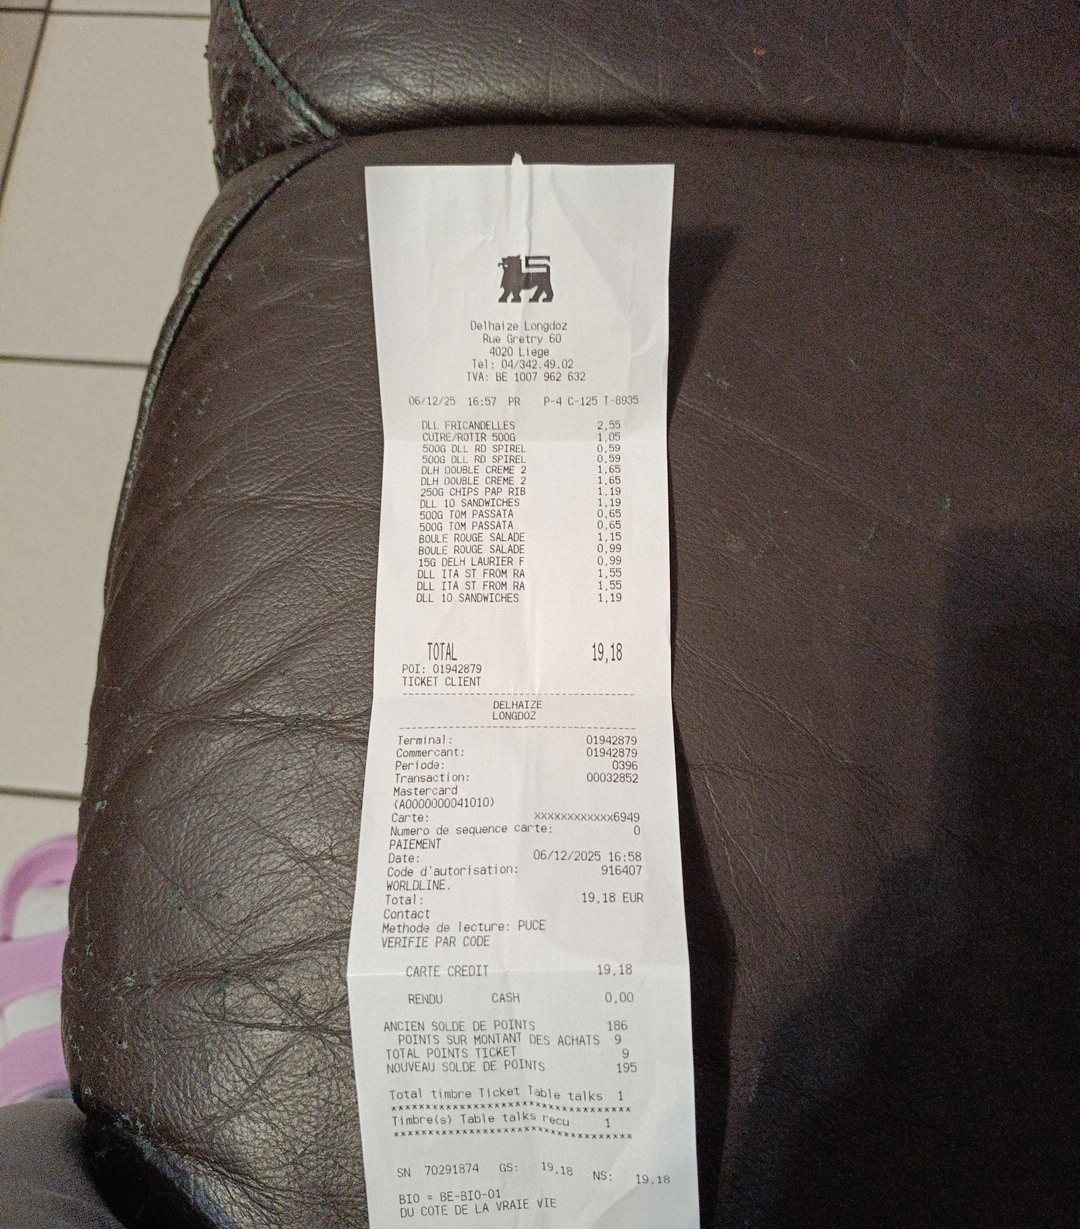 Delhaize Longdoz
Rue Gretry 60
4020 Liege
Tel: 04/342.49.02
TVA: BE 1007 962 632
06/12/25 16:57 PR P-4 C-125 T-8935
DLL FRICANDELLES 2,55
CUIRE/ROTIR 500G 1,05
500G DLL RD SPIREL 0,59
500G DLL RD SPIREL 0,59
DLH DOUBLE CREME 2 1,65
DLH DOUBLE CREME 2 1,65
250G CHIPS PAP RIB 1,19
DLL 10 SANDWICHES 1,19
500G TOM PASSATA 0,65
500G TOM PASSATA 0,65
BOULE ROUGE SALADE 1,15
BOULE ROUGE SALADE 0,99
15G DELH LAURIER F 0,99
DLL ITA ST FROM RA 1,55
DLL ITA ST FROM RA 1,55
DLL 10 SANDWICHES 1,19
TOTAL 19,18
POI: 01942879
TICKET CLIENT
DELHAIZE
LONGDOZ
Terminal: 01942879
Commercant: 01942879
Periode: 0396
Transaction: 00032852
Mastercard
(A0000000041010)
Carte: xxxxxxxxxxxx6949
Numero de sequence carte: 0
PAIEMENT
Date: 06/12/2025 16:58
Code d'autorisation: 916407
WORLDLINE.
Total: 19,18 EUR
Contact
Methode de lecture: PUCE
VERIFIE PAR CODE
CARTE CREDIT 19,18
RENDU CASH 0,00
ANCIEN SOLDE DE POINTS 186
POINTS SUR MONTANT DES ACHATS 9
TOTAL POINTS TICKET 9
NOUVEAU SOLDE DE POINTS 195
Total timbre Ticket Table talks 1
*******************************
Timbre(s) Table talks recu 1
*******************************
SN 70291874 GS: 19,18 NS: 19,18
BIO = BE-BIO-01
DU COTE DE LA VRAIE VIE